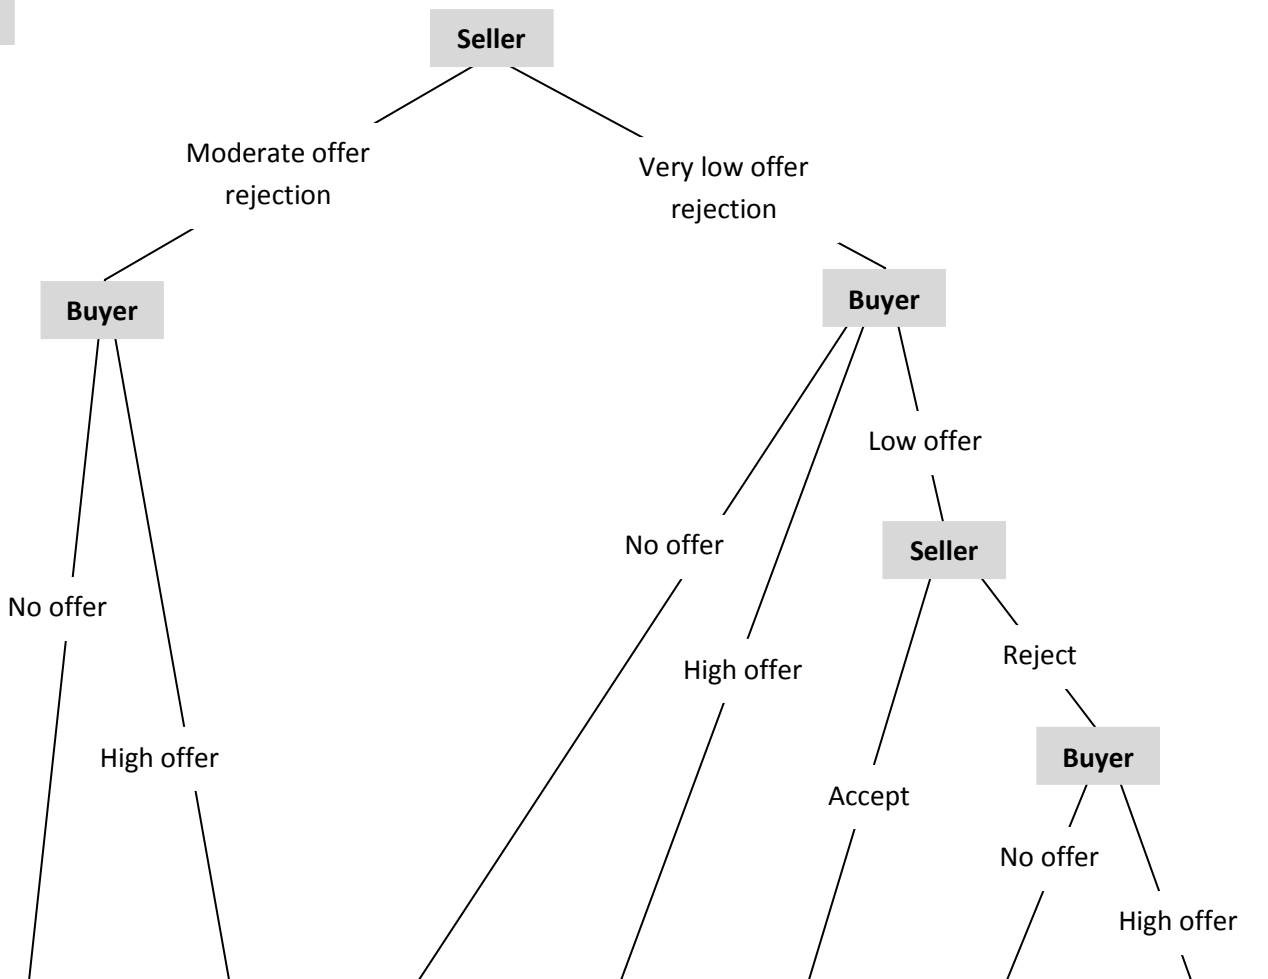 Seller
Moderate offer
rejection
Very low offer
rejection
Buyer
Buyer
Low offer
No offer
Seller
No offer
High offer
Reject
High offer
Buyer
Accept
No offer
High offer